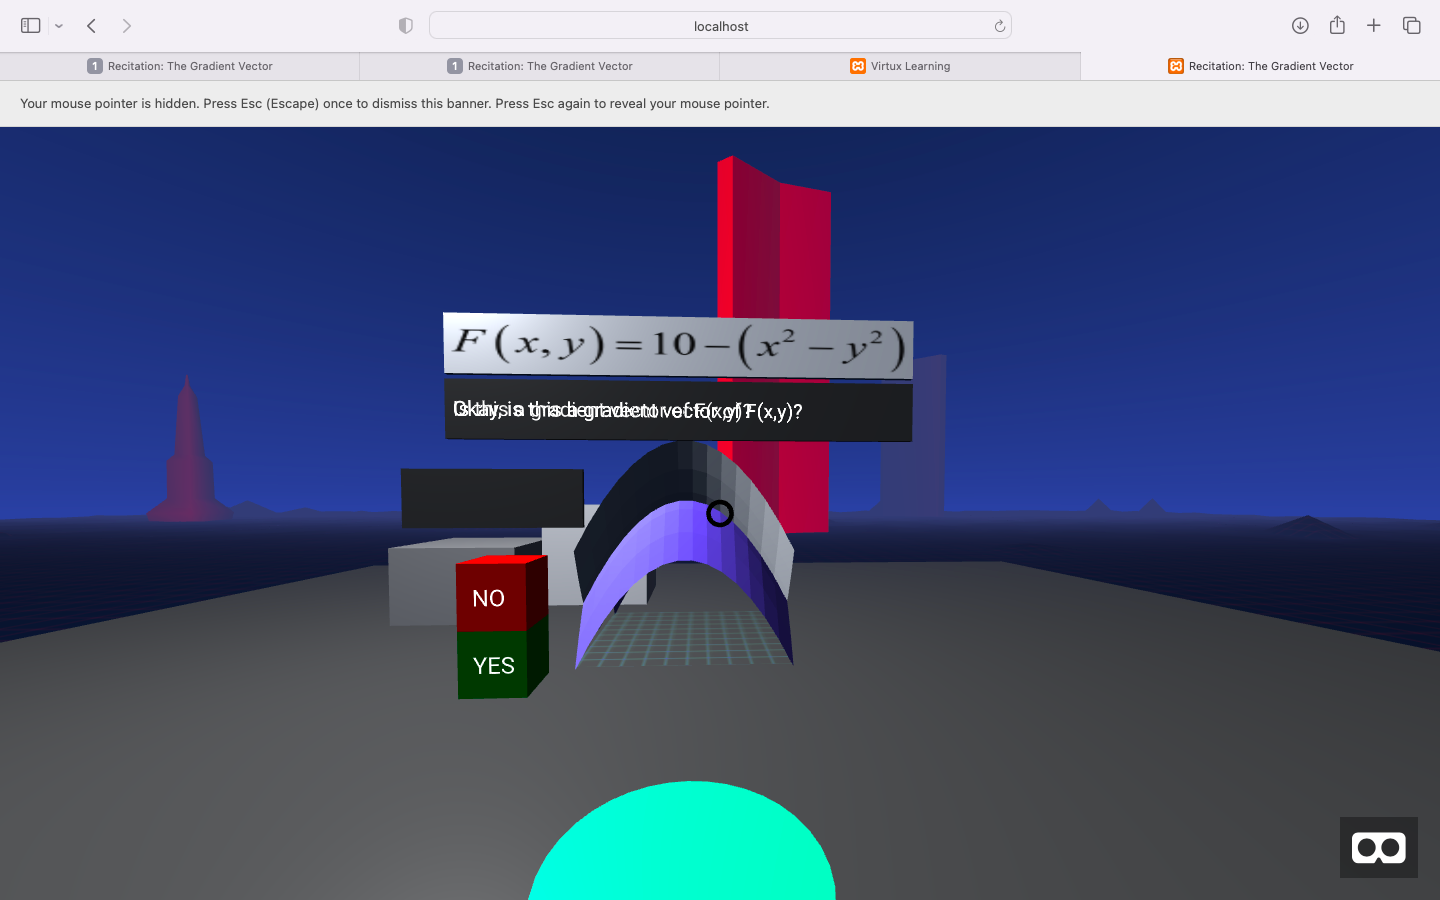 localhost
1 Recitation: The Gradient Vector
1 Recitation: The Gradient Vector
Virtux Learning
Recitation: The Gradient Vector
Your mouse pointer is hidden. Press Esc (Escape) once to dismiss this banner. Press Esc again to reveal your mouse pointer.
F(x,y)=10−(x²−y²)
NO
YES